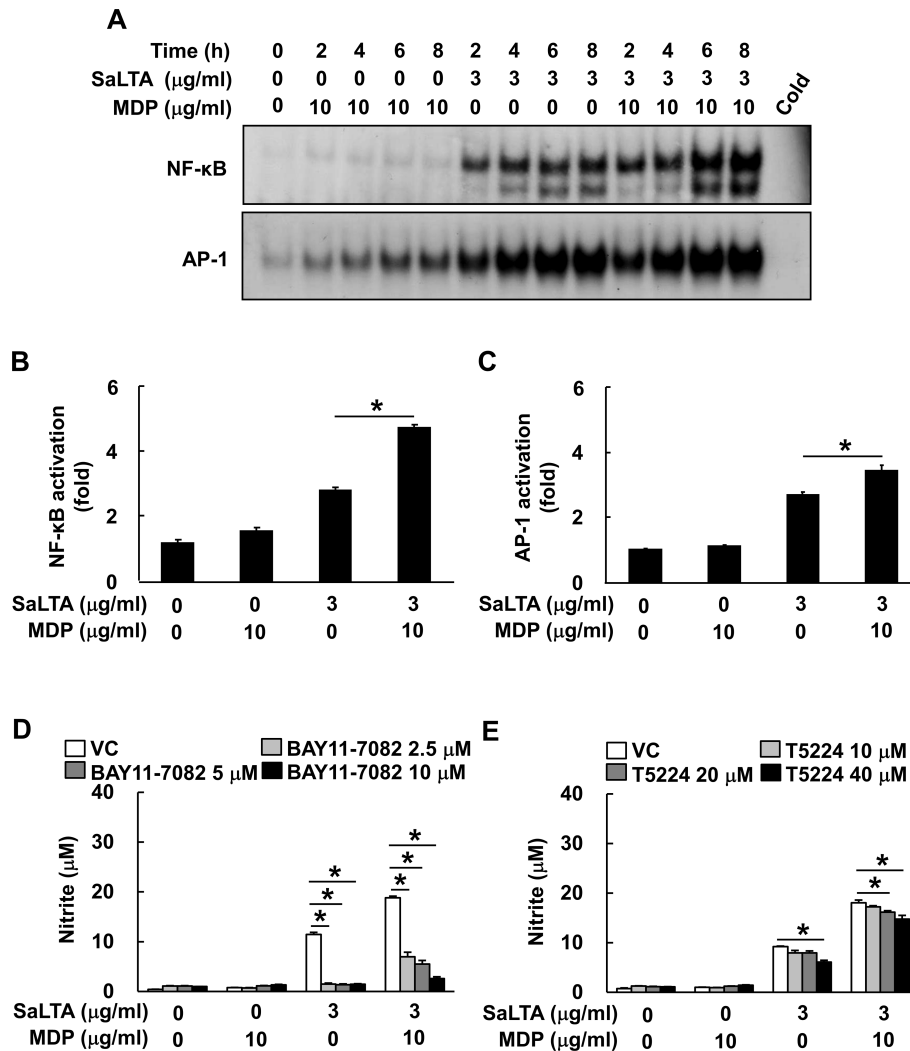 A
Time (h) 0 2 4 6 8 2 4 6 8 2 4 6 8
SaLTA (μg/ml) 0 0 0 0 0 3 3 3 3 3 3 3 3 Cold
MDP (μg/ml) 0 10 10 10 10 0 0 0 0 10 10 10 10
NF-κB
AP-1
B
NF-κB activation
(fold)
6
4
2
0
*
SaLTA (μg/ml) 0 0 3 3
MDP (μg/ml) 0 10 0 10
C
AP-1 activation
(fold)
6
4
2
0
*
SaLTA (μg/ml) 0 0 3 3
MDP (μg/ml) 0 10 0 10
D
VC BAY11-7082 2.5 μM
BAY11-7082 5 μM BAY11-7082 10 μM
Nitrite (μM)
40
30
20
10
0
* * *
* * *
SaLTA (μg/ml) 0 0 3 3
MDP (μg/ml) 0 10 0 10
E
VC T5224 10 μM
T5224 20 μM T5224 40 μM
Nitrite (μM)
40
30
20
10
0
*
* *
SaLTA (μg/ml) 0 0 3 3
MDP (μg/ml) 0 10 0 10